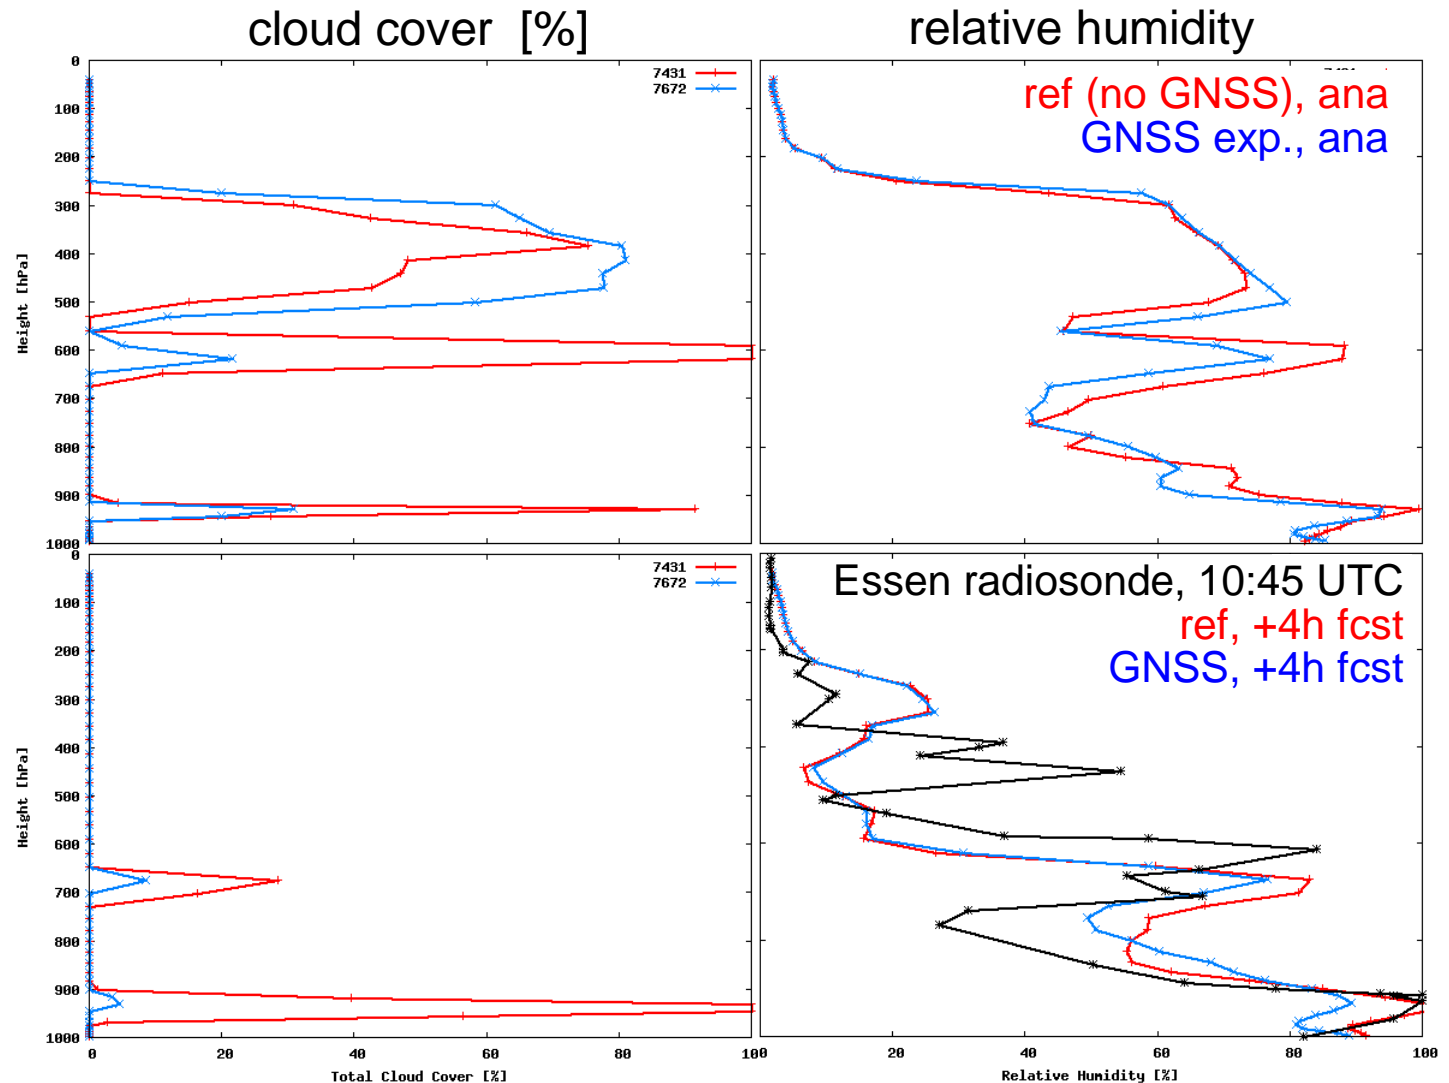 cloud cover [%]
relative humidity
0
100
200
300
400
500
600
700
800
900
1000
Height [hPa]
7431
7672
ref (no GNSS), ana
GNSS exp., ana
0
100
200
300
400
500
600
700
800
900
1000
Height [hPa]
7431
7672
Essen radiosonde, 10:45 UTC
ref, +4h fcst
GNSS, +4h fcst
0 20 40 60 80 100
Total Cloud Cover [%]
0 20 40 60 80 100
Relative Humidity [%]